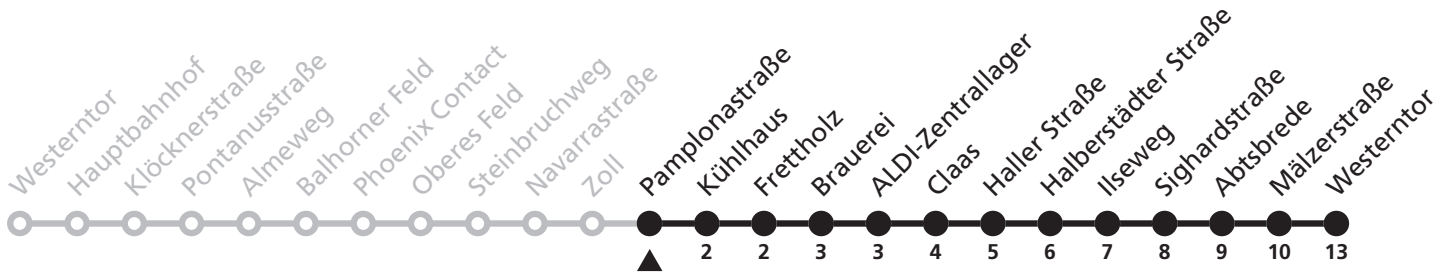 Westerntor
Hauptbahnhof
Klöcknerstraße
Pontanusstraße
Almeweg
Balhorner Feld
Phoenix Contact
Oberes Feld
Steinbruchweg
Navarrastraße
Zoll
Pamplonastraße
Kühlhaus
Frettholz
Brauerei
ALDI-Zentrallager
Claas
Haller Straße
Halberstädter Straße
Ilseweg
Sighardstraße
Abtsbrede
Mälzerstraße
Westerntor
2 2 3 3 4 5 6 7 8 9 10 13